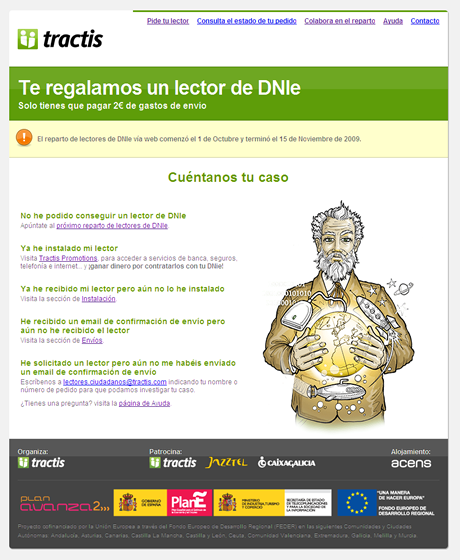 Pide tu lector Consulta el estado de tu pedido Colabora en el reparto Ayuda Contacto
tractis
Te regalamos un lector de DNIe
Solo tienes que pagar 2€ de gastos de envio
El reparto de lectores de DNIe vía web comenzó el 1 de Octubre y terminó el 15 de Noviembre de 2009.
Cuéntanos tu caso
No he podido conseguir un lector de DNIe
Apúntate al próximo reparto de lectores de DNIe.
Ya he instalado mi lector
Visita Tractis Promotions, para acceder a servicios de banca, seguros,
telefonía e internet... y ¡ganar dinero por contratarlos con tu DNIe!
Ya he recibido mi lector pero aún no lo he instalado
Visita la sección de Instalación.
He recibido un email de confirmación de envío pero
aún no he recibido el lector
Visita la sección de Envíos.
He solicitado un lector pero aún no me habéis enviado
un email de confirmación de envío
Escríbenos a lectores.ciudadanos@tractis.com indicando tu nombre o
número de pedido para que podamos investigar tu caso.
¿Tienes una pregunta? visita la página de Ayuda.
Organiza: Patrocina: Alojamiento:
tractis tractis JAZZTEL CAIXAGALICIA acens
plan avanza2
GOBIERNO DE ESPAÑA
PlanE
MINISTERIO DE INDUSTRIA, TURISMO Y COMERCIO
SECRETARÍA DE ESTADO DE TELECOMUNICACIONES Y PARA LA SOCIEDAD DE LA INFORMACIÓN
"UNA MANERA DE HACER EUROPA"
FONDO EUROPEO DE DESARROLLO REGIONAL
Proyecto cofinanciado por la Unión Europea a través del Fondo Europeo de Desarrollo Regional (FEDER) en las siguientes Comunidades y Ciudades
Autónomas: Andalucía, Asturias, Canarias, Castilla La Mancha, Castilla y León, Ceuta, Comunidad Valenciana, Extremadura, Galicia, Melilla y Murcia.